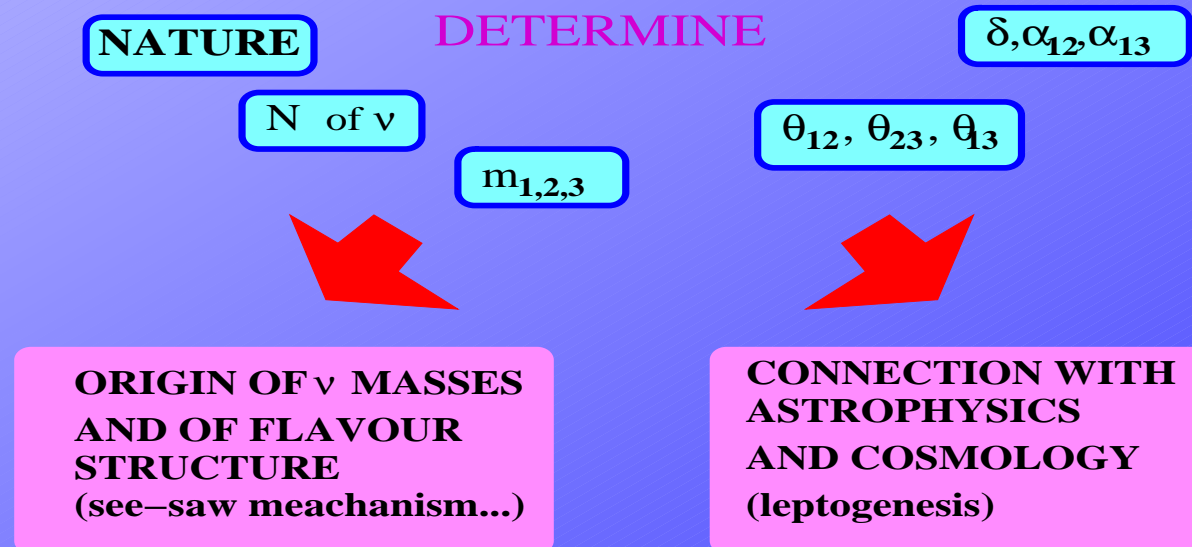 DETERMINE
NATURE
δ,α12,α13
N of ν
θ12, θ23, θ13
m1,2,3
ORIGIN OF ν MASSES
AND OF FLAVOUR
STRUCTURE
(see–saw meachanism...)
CONNECTION WITH
ASTROPHYSICS
AND COSMOLOGY
(leptogenesis)